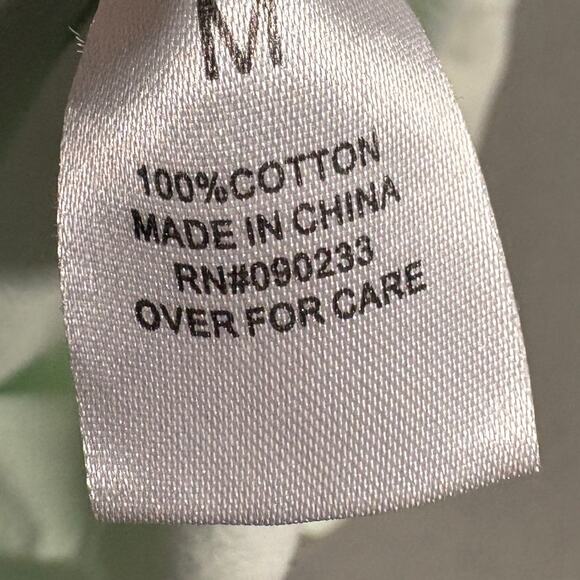 M
100%COTTON
MADE IN CHINA
RN#090233
OVER FOR CARE